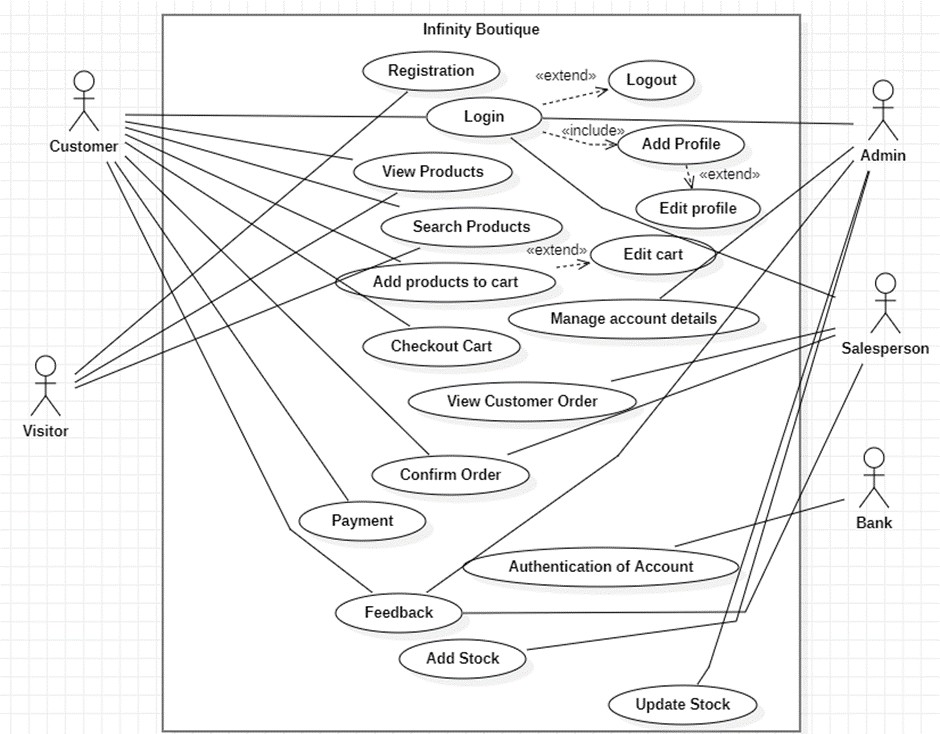 Infinity Boutique
Registration
«extend»
Logout
Login
«include»
Customer
Add Profile
Admin
View Products
«extend»
Edit profile
Search Products
«extend»
Edit cart
Add products to cart
Manage account details
Checkout Cart
Salesperson
View Customer Order
Visitor
Confirm Order
Payment
Bank
Authentication of Account
Feedback
Add Stock
Update Stock